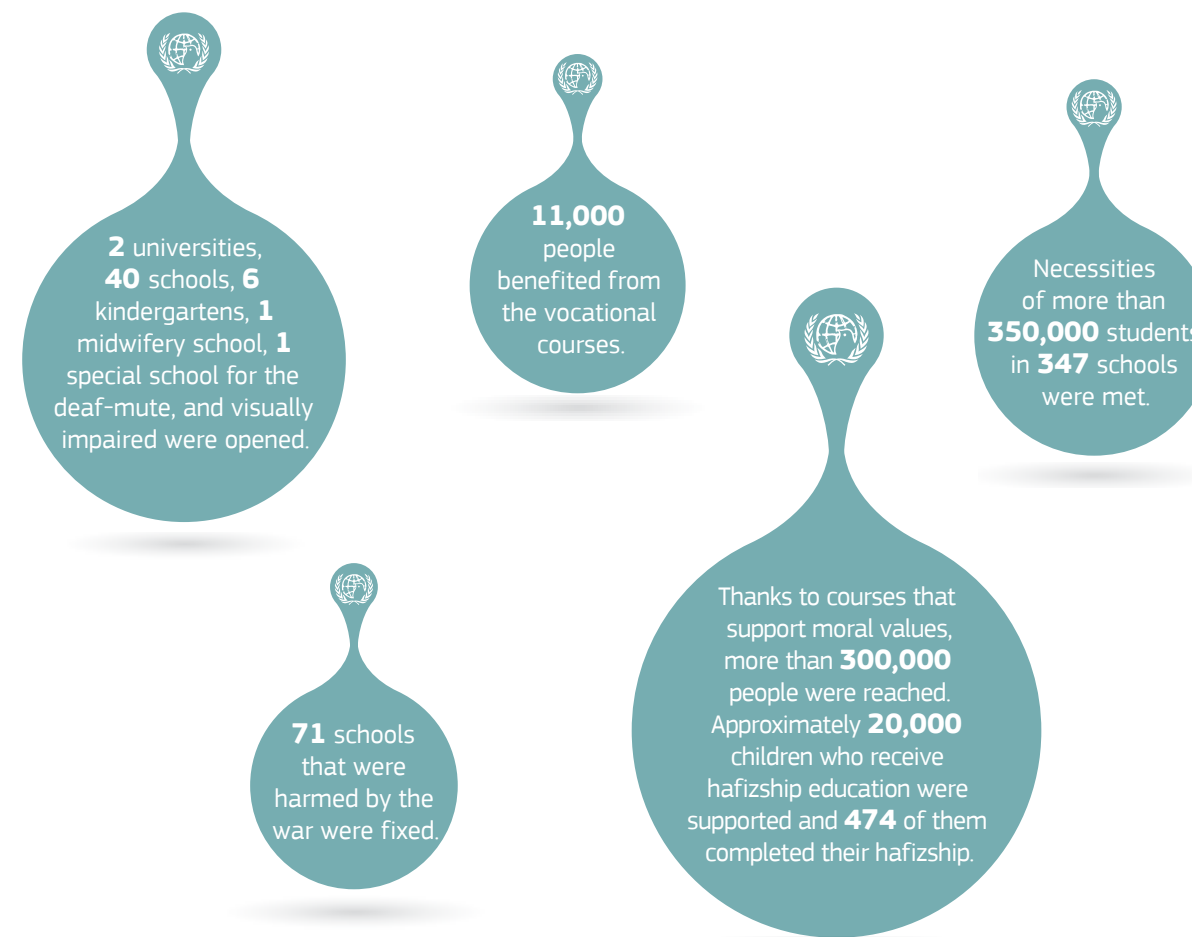 2 universities,
40 schools, 6
kindergartens, 1
midwifery school, 1
special school for the
deaf-mute, and visually
impaired were opened.
11,000
people
benefited from
the vocational
courses.
Necessities
of more than
350,000 students
in 347 schools
were met.
71 schools
that were
harmed by the
war were fixed.
Thanks to courses that
support moral values,
more than 300,000
people were reached.
Approximately 20,000
children who receive
hafizship education were
supported and 474 of them
completed their hafizship.